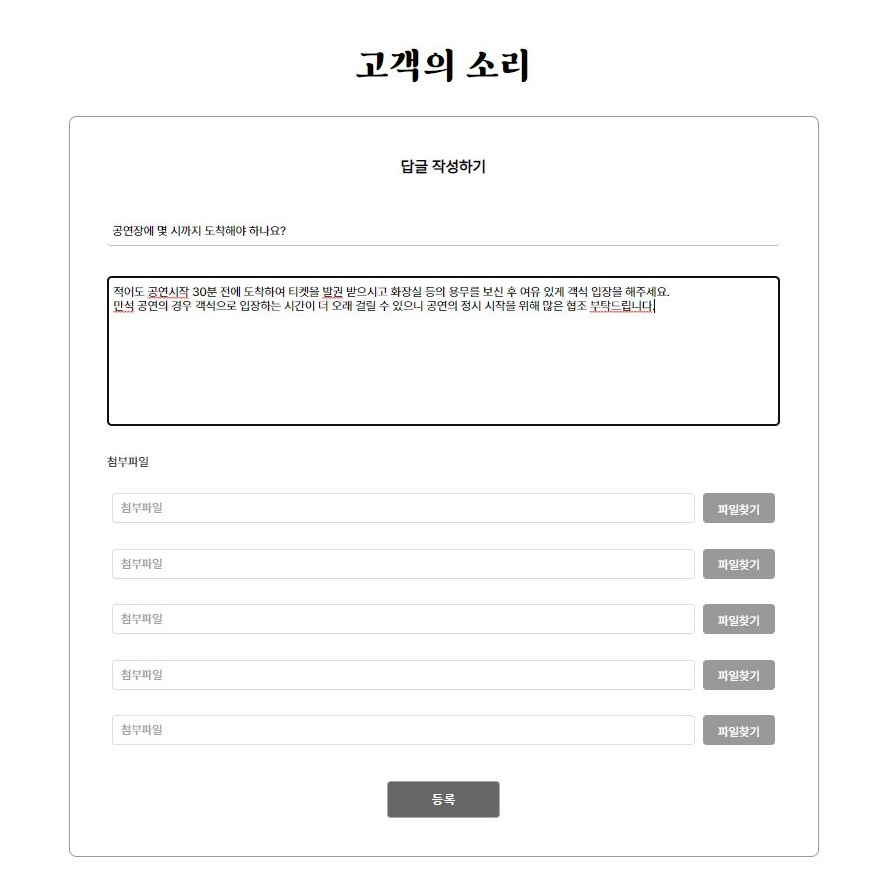 고객의 소리
답글 작성하기
공연장에 몇 시까지 도착해야 하나요?
적어도 공연시작 30분 전에 도착하여 티켓을 발권 받으시고 화장실 등의 용무를 보신 후 여유 있게 객석 입장을 해주세요.
만석 공연의 경우 객석으로 입장하는 시간이 더 오래 걸릴 수 있으니 공연의 정시 시작을 위해 많은 협조 부탁드립니다.
첨부파일
첨부파일 파일찾기
첨부파일 파일찾기
첨부파일 파일찾기
첨부파일 파일찾기
첨부파일 파일찾기
등록